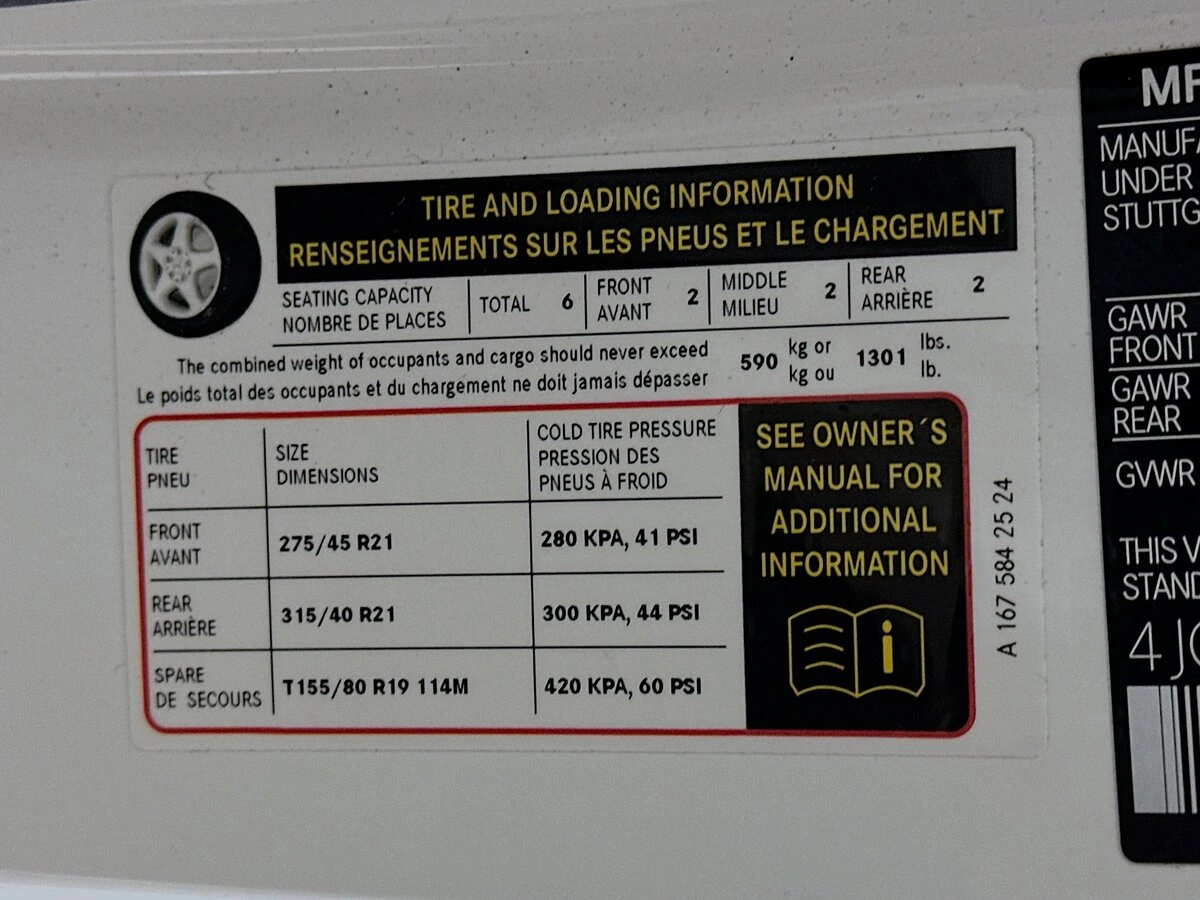 TIRE AND LOADING INFORMATION
RENSEIGNEMENTS SUR LES PNEUS ET LE CHARGEMENT
SEATING CAPACITY
NOMBRE DE PLACES
TOTAL 6
FRONT
AVANT
2
MIDDLE
MILIEU
2
REAR
ARRIÈRE
2
The combined weight of occupants and cargo should never exceed
Le poids total des occupants et du chargement ne doit jamais dépasser
590
kg or
kg ou
1301
lbs.
lb.
TIRE
PNEU
SIZE
DIMENSIONS
COLD TIRE PRESSURE
PRESSION DES
PNEUS À FROID
FRONT
AVANT
275/45 R21
280 KPA, 41 PSI
REAR
ARRIÈRE
315/40 R21
300 KPA, 44 PSI
SPARE
DE SECOURS
T155/80 R19 114M
420 KPA, 60 PSI
SEE OWNER´S
MANUAL FOR
ADDITIONAL
INFORMATION
i
A 167 584 25 24
UNDER
GAWR
FRONT
GAWR
REAR
GVWR
THIS
4 J